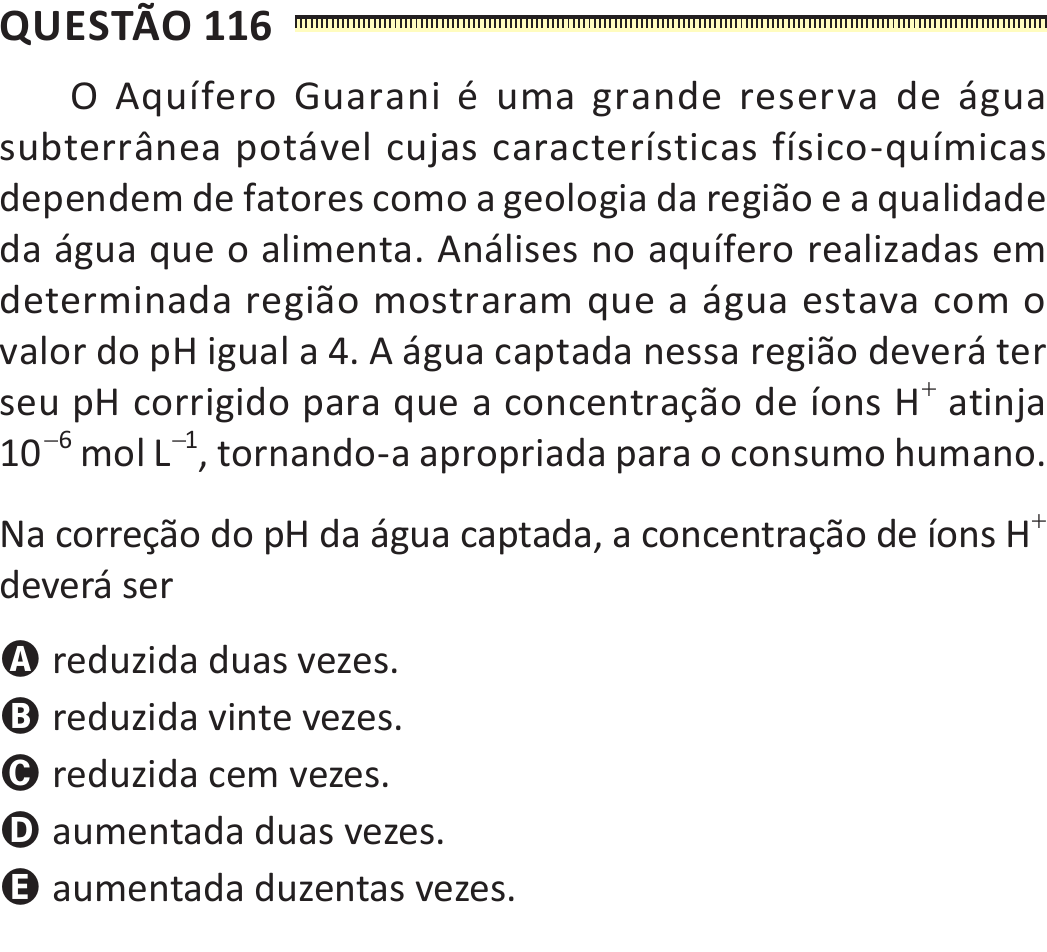 QUESTÃO 116
O Aquífero Guarani é uma grande reserva de água
subterrânea potável cujas características físico-químicas
dependem de fatores como a geologia da região e a qualidade
da água que o alimenta. Análises no aquífero realizadas em
determinada região mostraram que a água estava com o
valor do pH igual a 4. A água captada nessa região deverá ter
seu pH corrigido para que a concentração de íons H⁺ atinja
10⁻⁶ mol L⁻¹, tornando-a apropriada para o consumo humano.
Na correção do pH da água captada, a concentração de íons H⁺
deverá ser
A reduzida duas vezes.
B reduzida vinte vezes.
C reduzida cem vezes.
D aumentada duas vezes.
E aumentada duzentas vezes.